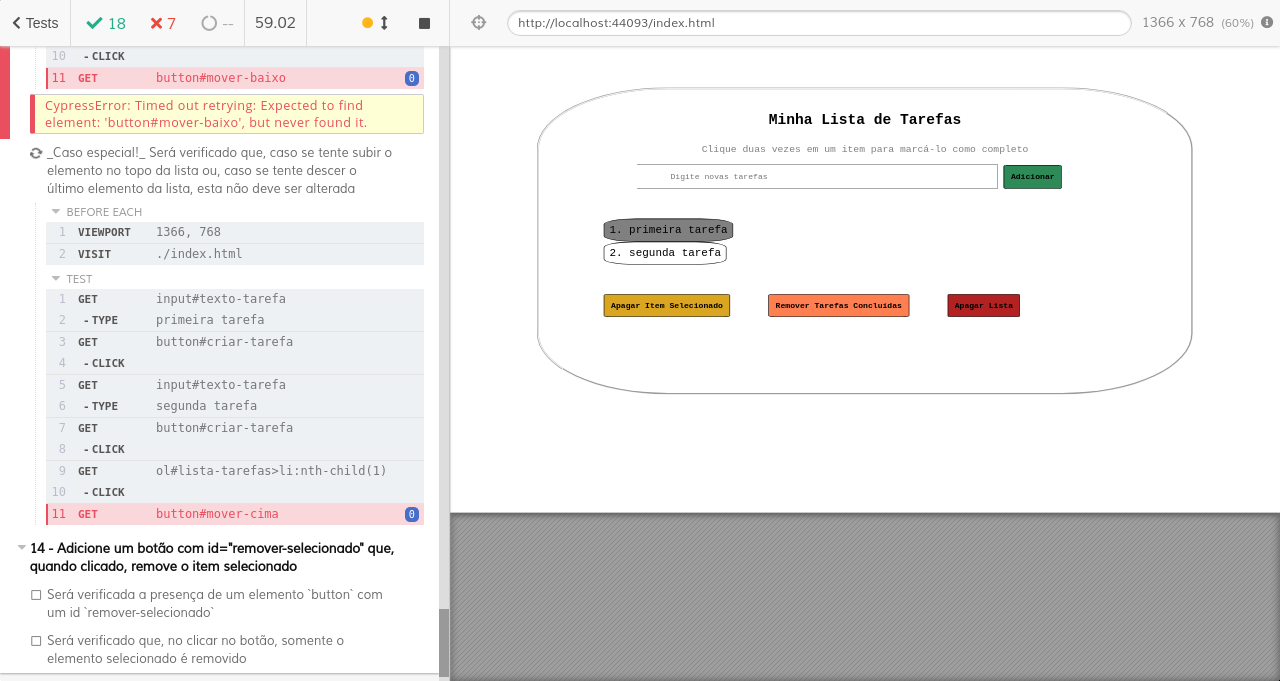 Tests 18 7 -- 59.02
10 - CLICK
11 GET button#mover-baixo 0
CypressError: Timed out retrying: Expected to find
element: 'button#mover-baixo', but never found it.
_Caso especial!_ Será verificado que, caso se tente subir o
elemento no topo da lista ou, caso se tente descer o
último elemento da lista, esta não deve ser alterada
BEFORE EACH
1 VIEWPORT 1366, 768
2 VISIT ./index.html
TEST
1 GET input#texto-tarefa
2 - TYPE primeira tarefa
3 GET button#criar-tarefa
4 - CLICK
5 GET input#texto-tarefa
6 - TYPE segunda tarefa
7 GET button#criar-tarefa
8 - CLICK
9 GET ol#lista-tarefas>li:nth-child(1)
10 - CLICK
11 GET button#mover-cima 0
14 - Adicione um botão com id="remover-selecionado" que,
quando clicado, remove o item selecionado
Será verificada a presença de um elemento `button` com
um id `remover-selecionado`
Será verificado que, no clicar no botão, somente o
elemento selecionado é removido
http://localhost:44093/index.html 1366 x 768 (60%)
Minha Lista de Tarefas
Clique duas vezes em um item para marcá-lo como completo
Digite novas tarefas Adicionar
1. primeira tarefa
2. segunda tarefa
Apagar Item Selecionado Remover Tarefas Concluídas Apagar Lista